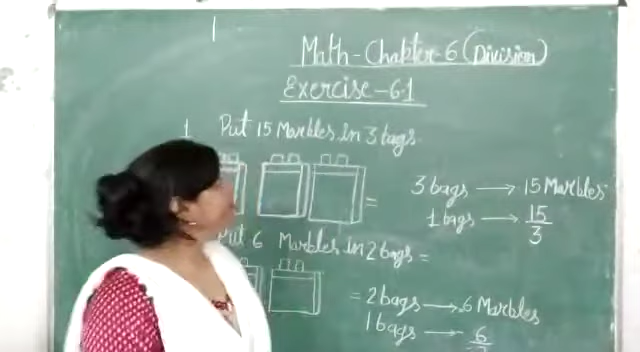 Math-Chapter-6 (Division)
Exercise-6.1
1 Put 15 Marbles in 3 bags.
=
3 bags → 15 Marbles
1 bags → 15/3
Put 6 Marbles in 2 bags =
= 2 bags → 6 Marbles
1 bags → 6